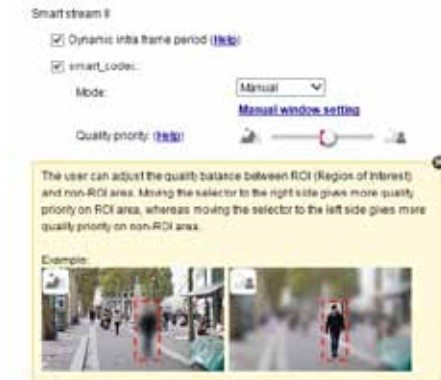 Smart stream II
Dynamic intra frame period (Help)
smart_codec:
Mode: Manual
Manual window setting
Quality priority: (Help)
The user can adjust the quality balance between ROI (Region of Interest)
and non-ROI area. Moving the selector to the right side gives more quality
priority on ROI area, whereas moving the selector to the left side gives more
quality priority on non-ROI area.
Example: